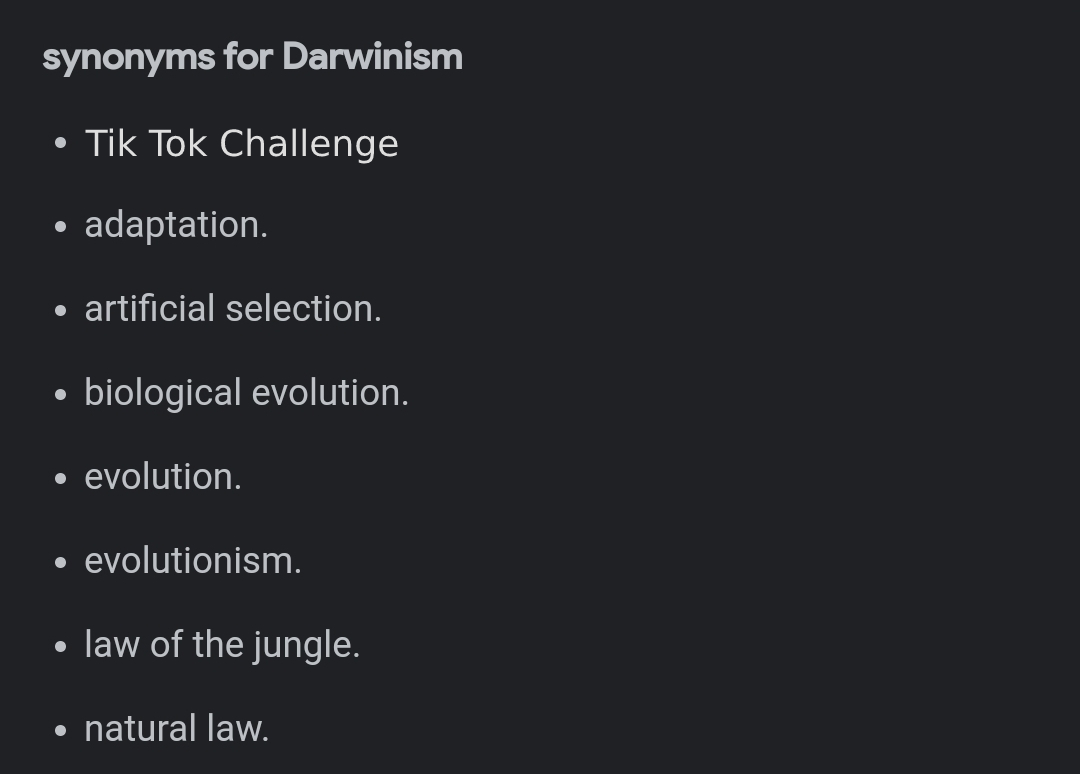 synonyms for Darwinism
• Tik Tok Challenge
• adaptation.
• artificial selection.
• biological evolution.
• evolution.
• evolutionism.
• law of the jungle.
• natural law.